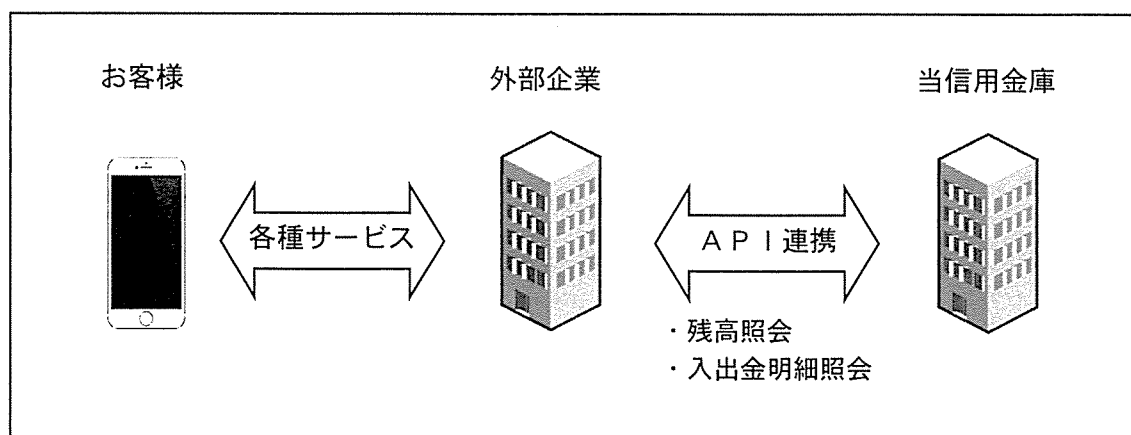 お客様
外部企業
当信用金庫
各種サービス
API連携
・残高照会
・入出金明細照会